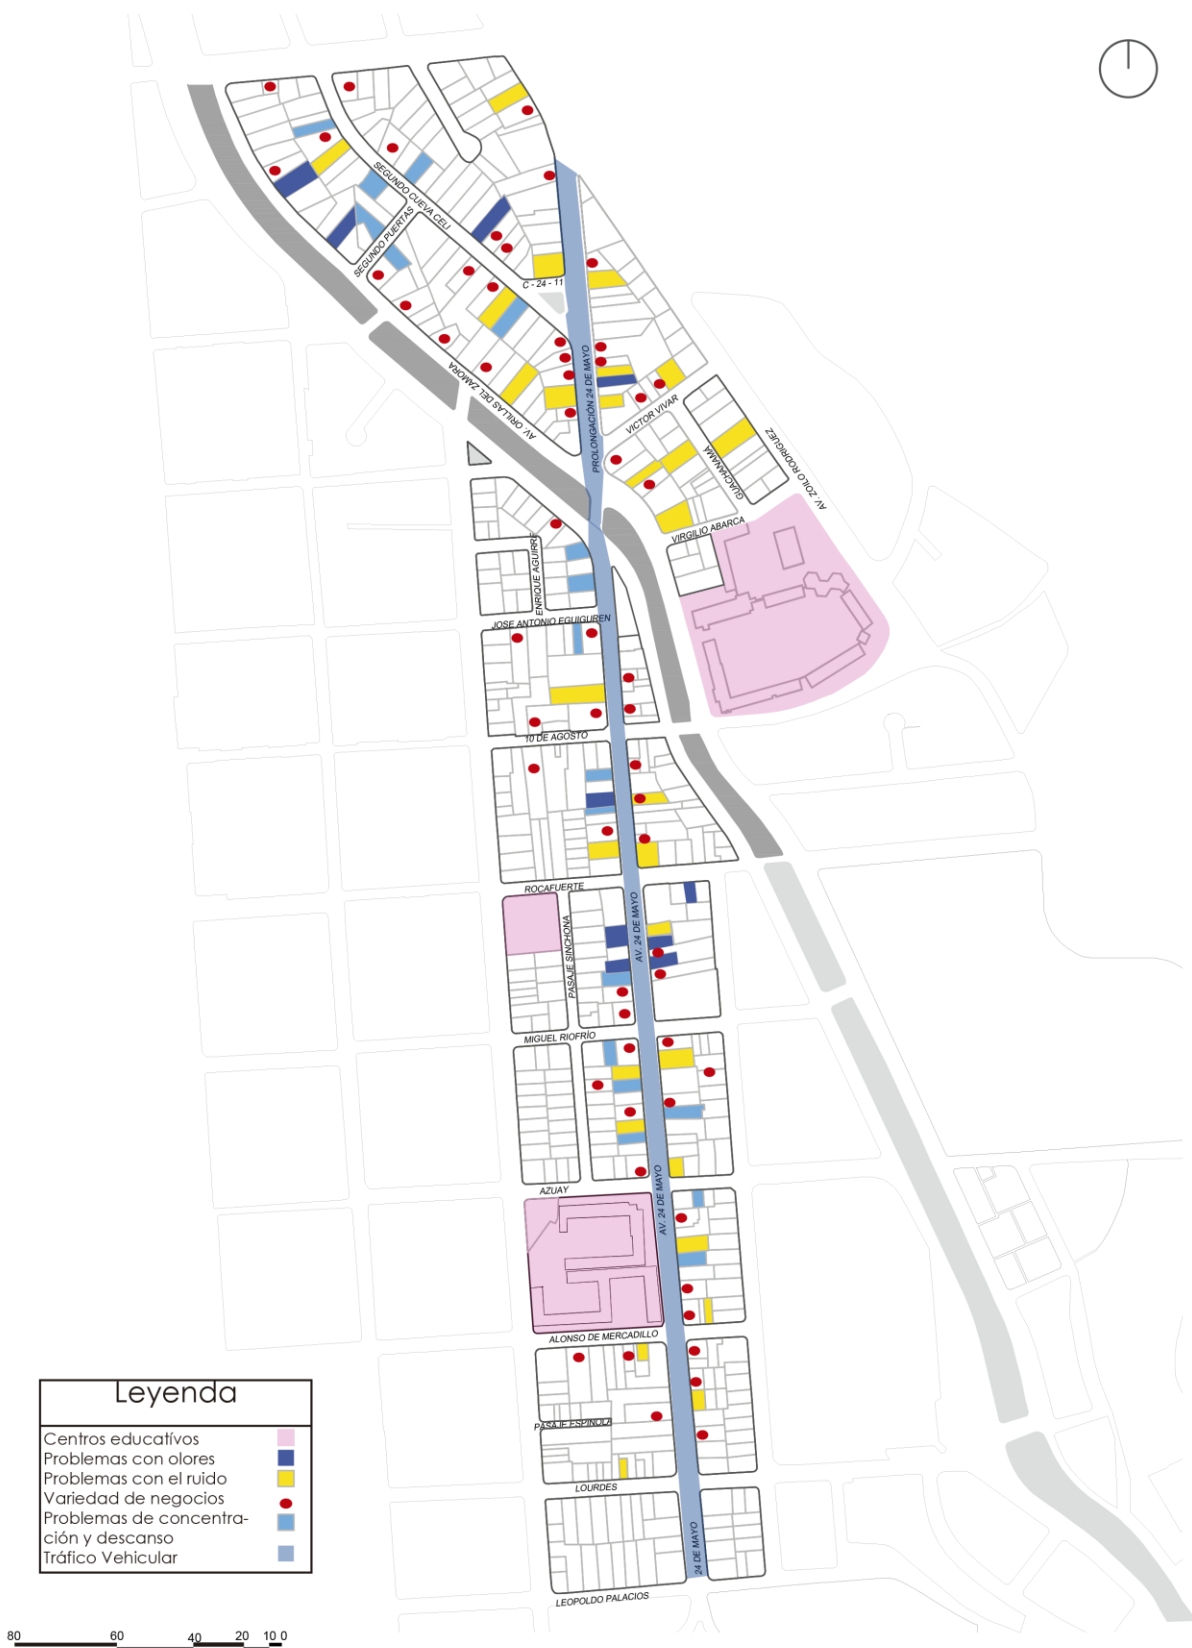 SEGUNDO CUEVA CELI
SEGUNDO PUERTAS
C - 24 - 11
PROLONGACIÓN 24 DE MAYO
AV. ORILLAS DEL ZAMORA
VICTOR VIVAR
GUACHANAMA
AV. ZOILO RODRIGUEZ
VIRGILIO ABARCA
ENRIQUE AGUIRRE
JOSE ANTONIO EGUIGUREN
10 DE AGOSTO
ROCAFUERTE
PASAJE SINCHONA
AV. 24 DE MAYO
MIGUEL RIOFRÍO
AZUAY
AV. 24 DE MAYO
ALONSO DE MERCADILLO
PASAJE ESPINOLA
LOURDES
24 DE MAYO
LEOPOLDO PALACIOS
Leyenda
Centros educatívos
Problemas con olores
Problemas con el ruido
Variedad de negocios
Problemas de concentra-
ción y descanso
Tráfico Vehicular
80 60 40 20 10 0